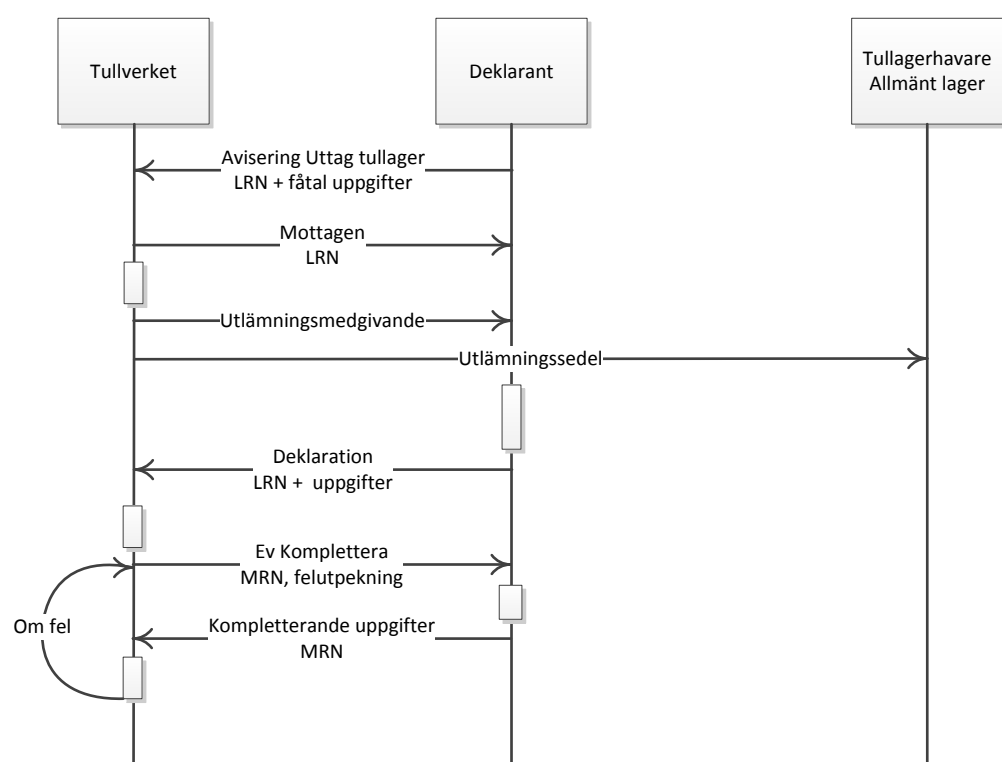 Tullverket
Deklarant
Tullagerhavare
Allmänt lager
Avisering Uttag tullager
LRN + fåtal uppgifter
Mottagen
LRN
Utlämningsmedgivande
Utlämningssedel
Deklaration
LRN + uppgifter
Ev Komplettera
MRN, felutpekning
Om fel
Kompletterande uppgifter
MRN